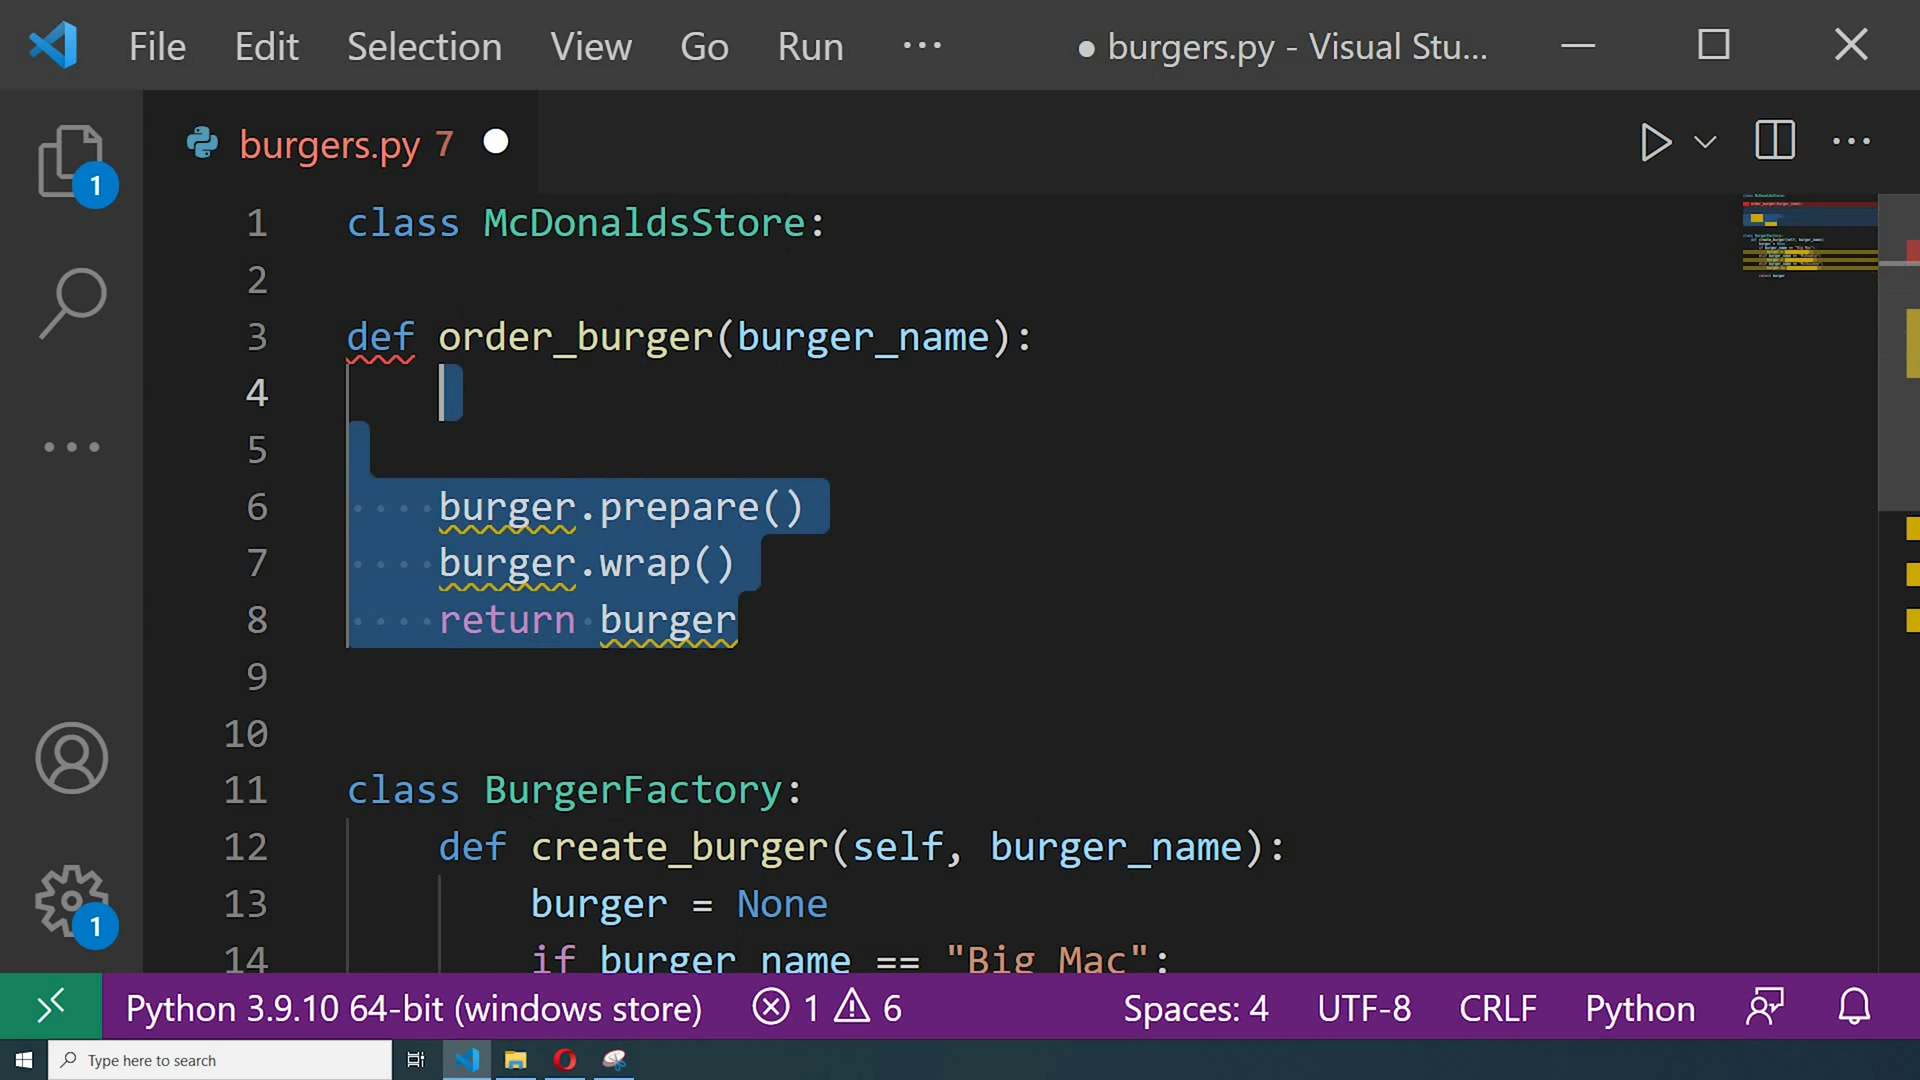 File Edit Selection View Go Run ··· ● burgers.py - Visual Stu...
burgers.py 7
1
1 class McDonaldsStore:
2
3 def order_burger(burger_name):
4
5
6 burger.prepare()
7 burger.wrap()
8 return burger
9
10
11 class BurgerFactory:
12 def create_burger(self, burger_name):
13 burger = None
14 if burger_name == "Big Mac":
1
Python 3.9.10 64-bit (windows store) 1 6 Spaces: 4 UTF-8 CRLF Python
Type here to search